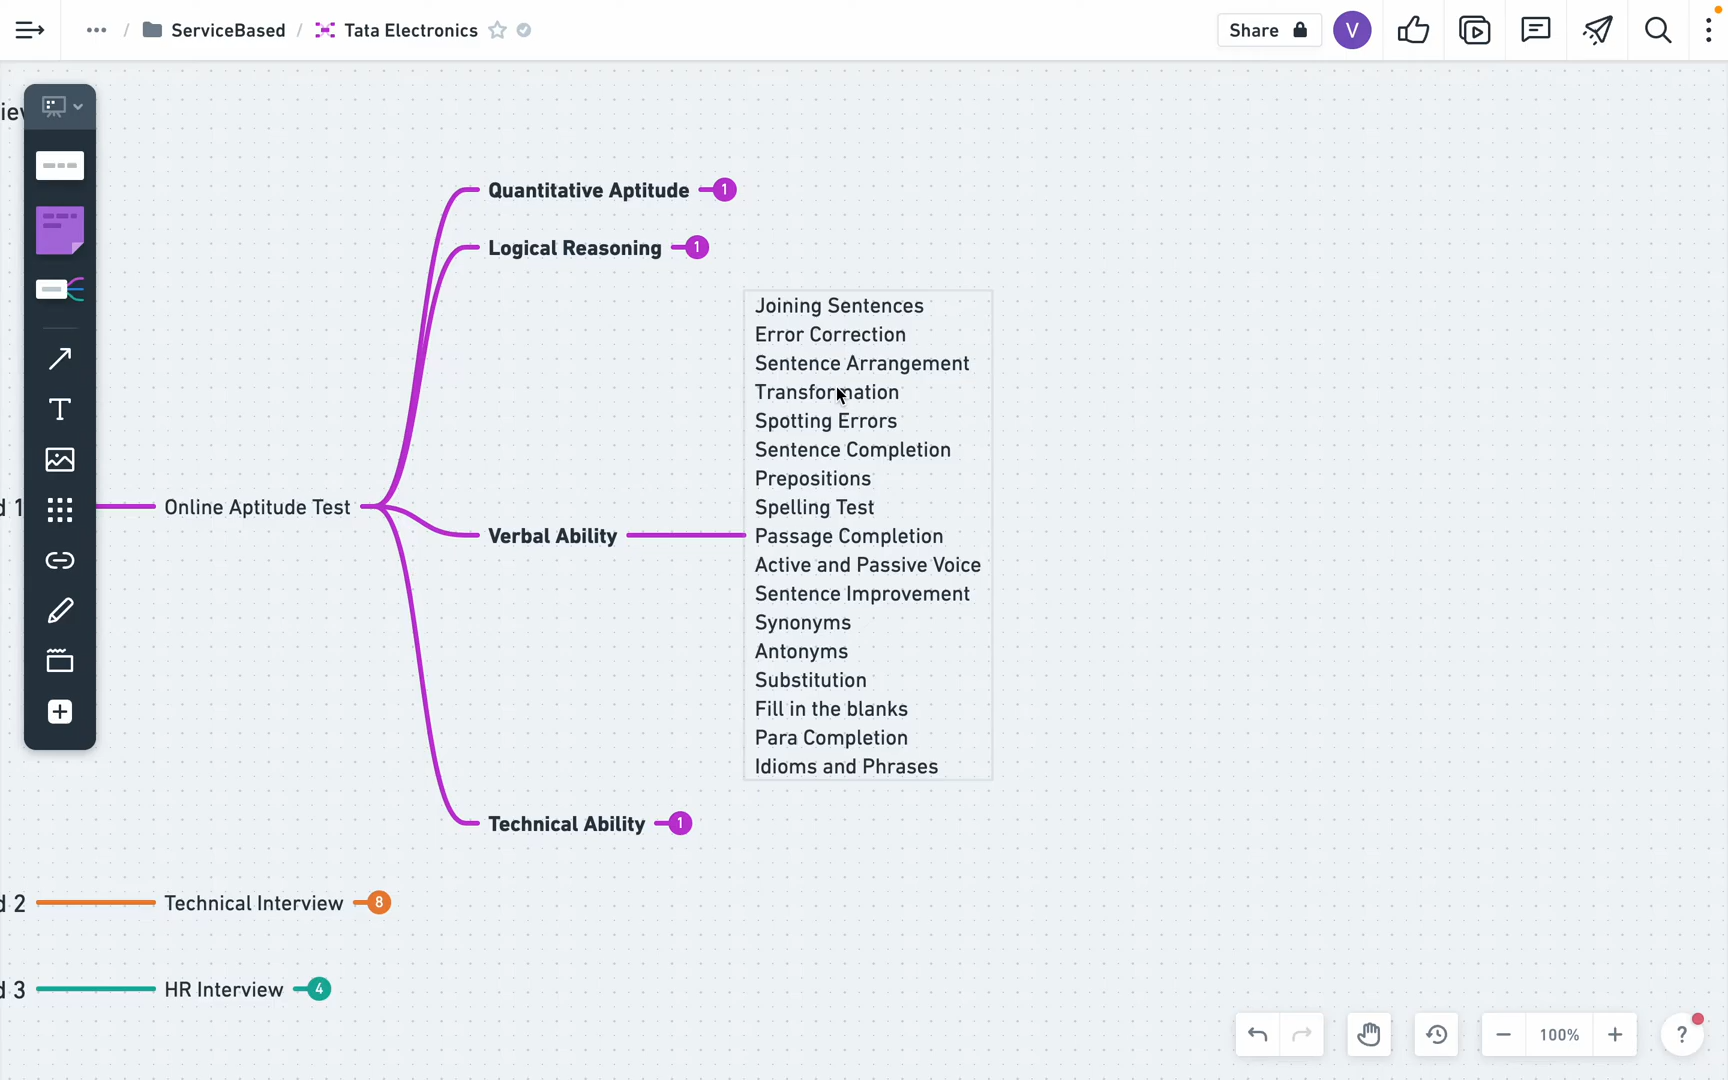 ... / ServiceBased / Tata Electronics
Share
V
Quantitative Aptitude 1
Logical Reasoning 1
Joining Sentences
Error Correction
Sentence Arrangement
Transformation
Spotting Errors
Sentence Completion
Prepositions
Spelling Test
d 1
Online Aptitude Test
Verbal Ability
Passage Completion
Active and Passive Voice
Sentence Improvement
Synonyms
Antonyms
Substitution
Fill in the blanks
Para Completion
Idioms and Phrases
Technical Ability 1
d 2
Technical Interview 8
d 3
HR Interview 4
100%
?